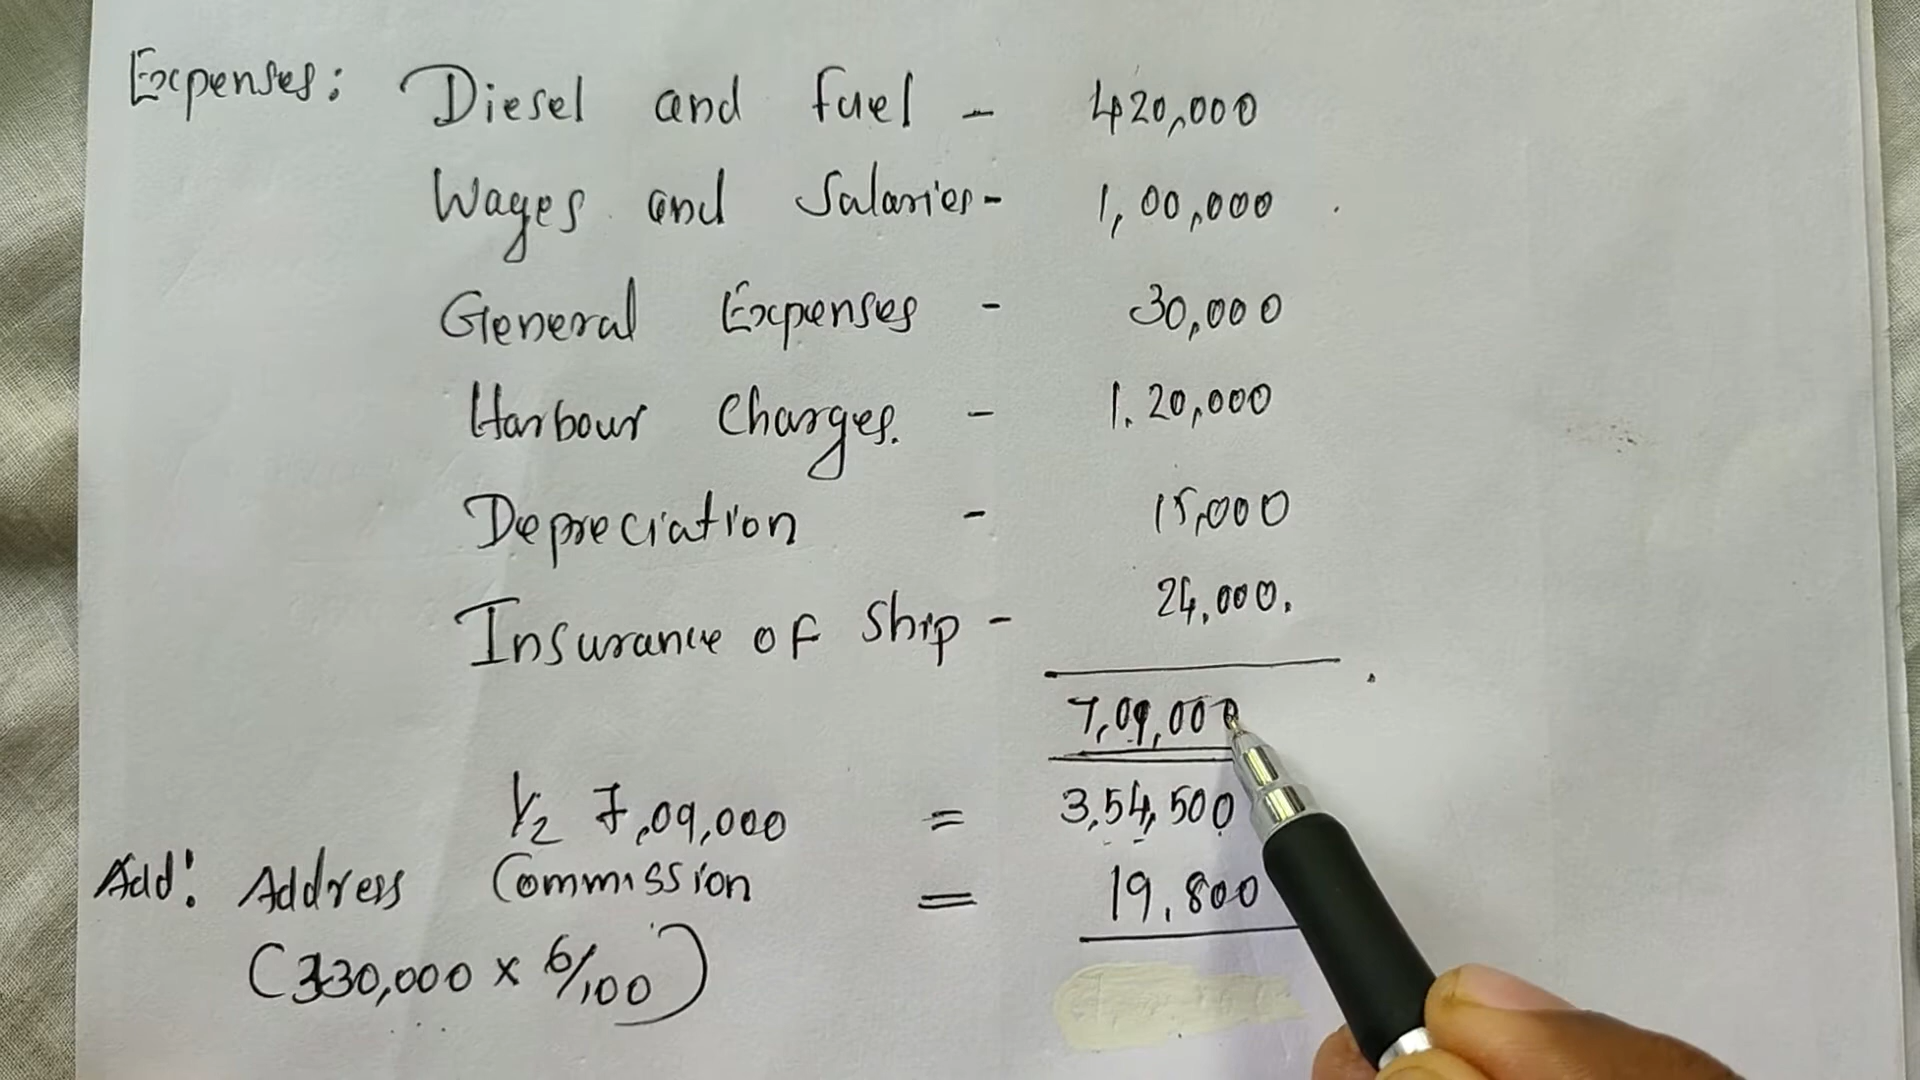 Expenses: Diesel and fuel - 420,000
Wages and Salaries - 1,00,000
General Expenses - 30,000
Harbour Charges. - 1.20,000
Depreciation - 15,000
Insurance of Ship - 24,000.
7,09,000
1/2 7,09,000 = 3,54,500
Add: Address Commission = 19,800
(330,000 x 6/100)